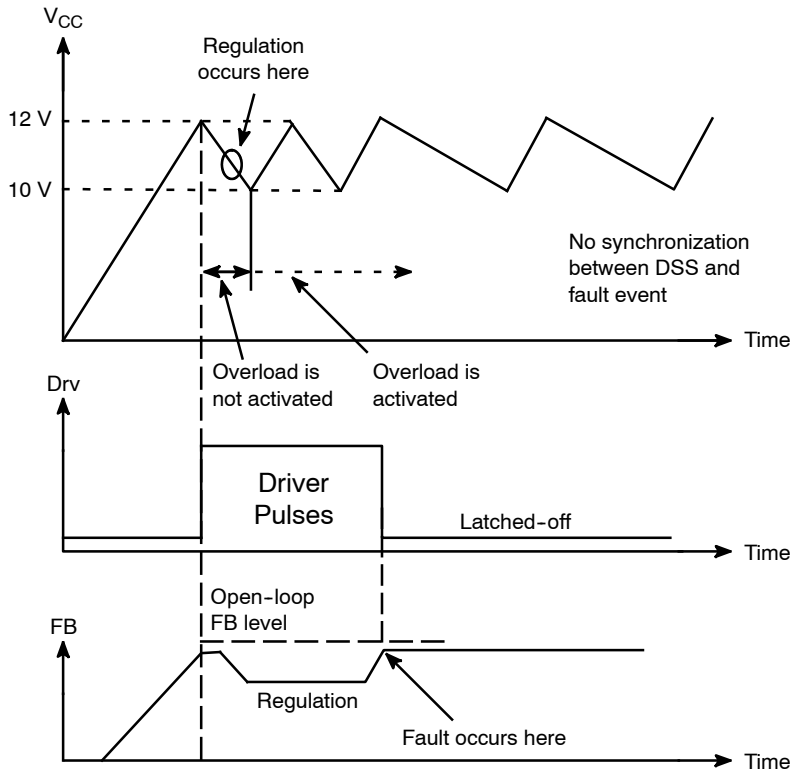 VCC
Regulation
occurs here
12 V
10 V
No synchronization
between DSS and
fault event
Time
Overload is
not activated
Overload is
activated
Drv
Driver
Pulses
Latched-off
Time
Open-loop
FB level
FB
Regulation
Fault occurs here
Time